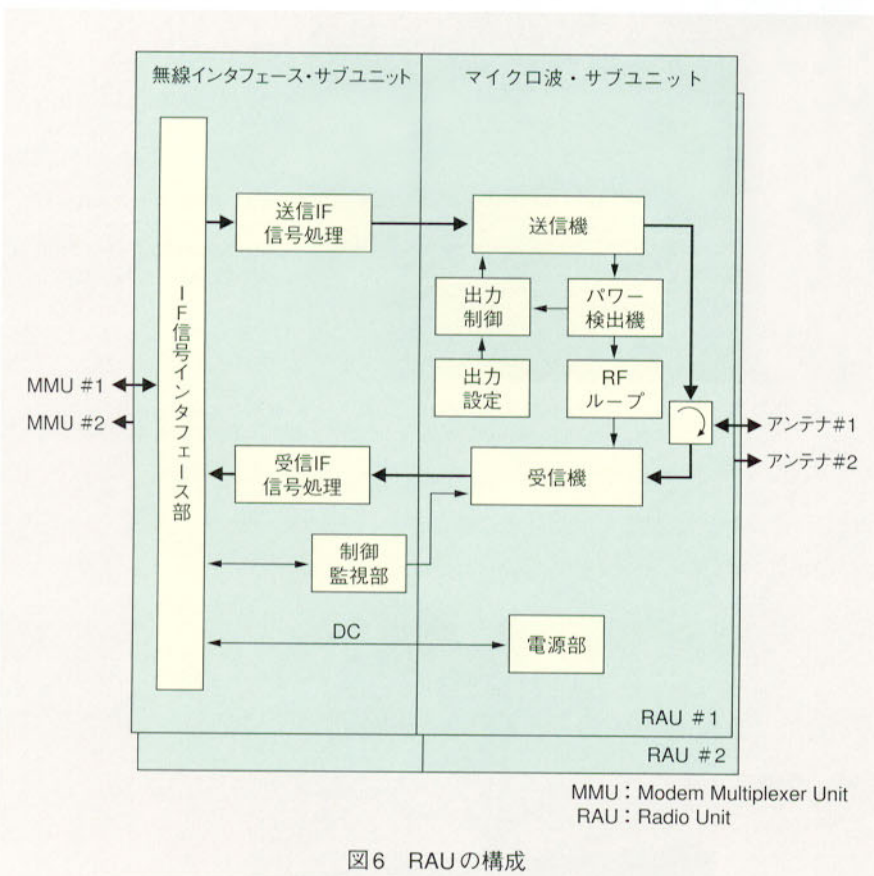 無線インタフェース・サブユニット
マイクロ波・サブユニット
送信IF
信号処理
送信機
出力
制御
パワー
検出機
IF信号インタフェース部
出力
設定
RF
ループ
MMU #1
MMU #2
アンテナ#1
アンテナ#2
受信IF
信号処理
受信機
制御
監視部
DC
電源部
RAU #1
RAU #2
MMU：Modem Multiplexer Unit
RAU：Radio Unit
図6 RAUの構成